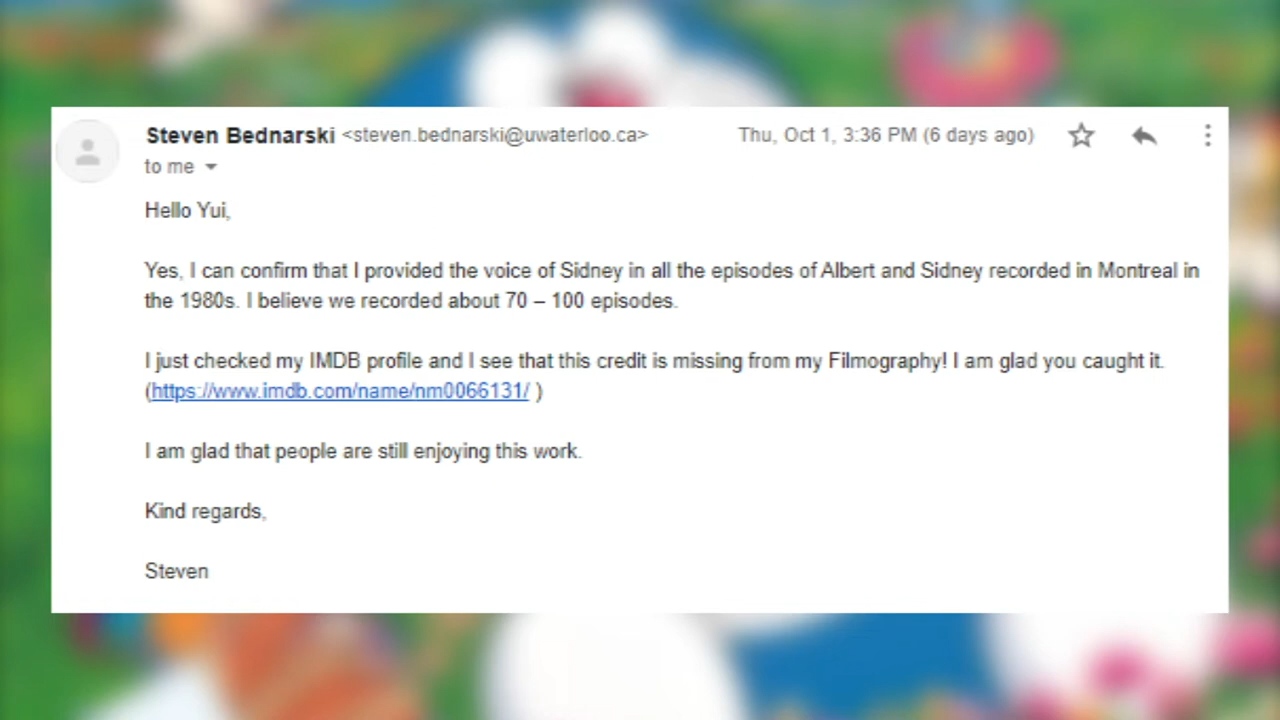 Steven Bednarski <steven.bednarski@uwaterloo.ca> Thu, Oct 1, 3:36 PM (6 days ago)
to me
Hello Yui,
Yes, I can confirm that I provided the voice of Sidney in all the episodes of Albert and Sidney recorded in Montreal in
the 1980s. I believe we recorded about 70 – 100 episodes.
I just checked my IMDB profile and I see that this credit is missing from my Filmography! I am glad you caught it.
(https://www.imdb.com/name/nm0066131/ )
I am glad that people are still enjoying this work.
Kind regards,
Steven